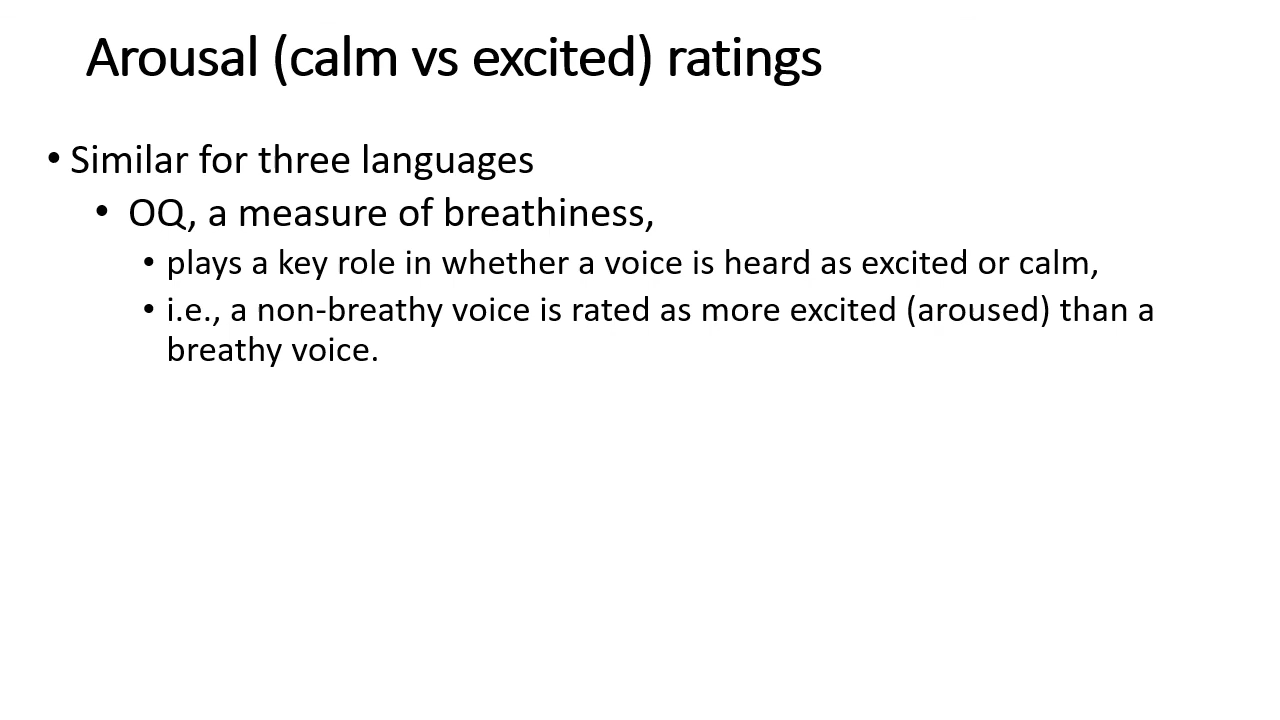 Arousal (calm vs excited) ratings
• Similar for three languages
• OQ, a measure of breathiness,
• plays a key role in whether a voice is heard as excited or calm,
• i.e., a non-breathy voice is rated as more excited (aroused) than a
breathy voice.